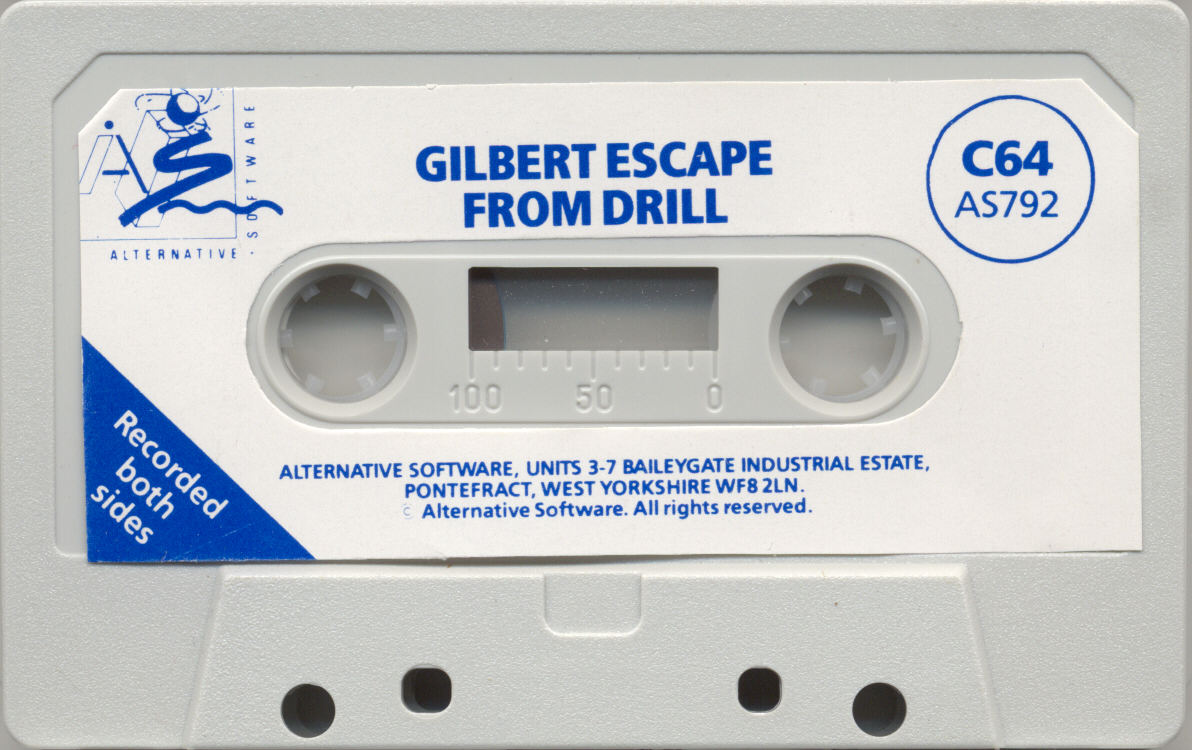 GILBERT ESCAPE
FROM DRILL
C64
AS792
AS
SOFTWARE
ALTERNATIVE ·
100 50 0
Recorded
both
sides
ALTERNATIVE SOFTWARE, UNITS 3-7 BAILEYGATE INDUSTRIAL ESTATE,
PONTEFRACT, WEST YORKSHIRE WF8 2LN.
© Alternative Software. All rights reserved.